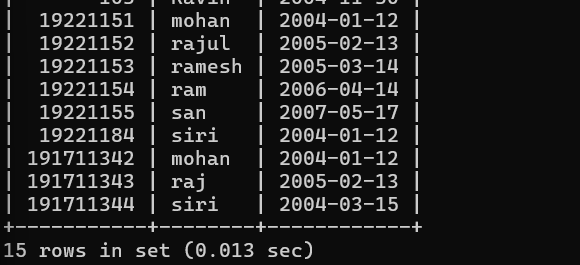 | 19221151 | mohan | 2004-01-12 |
| 19221152 | rajul | 2005-02-13 |
| 19221153 | ramesh | 2005-03-14 |
| 19221154 | ram | 2006-04-14 |
| 19221155 | san | 2007-05-17 |
| 19221184 | siri | 2004-01-12 |
| 191711342 | mohan | 2004-01-12 |
| 191711343 | raj | 2005-02-13 |
| 191711344 | siri | 2004-03-15 |
+-----------+--------+------------+
15 rows in set (0.013 sec)